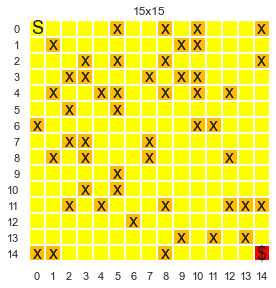 15x15
0 S X X X X
1 X X X
2 X X X X
3 X X X X X
4 X X X X X X
5 X X
6 X X X
7 X X X
8 X X X X
9 X
10 X X
11 X X X X X X
12 X
13 X X X
14 X X X $
0 1 2 3 4 5 6 7 8 9 10 11 12 13 14